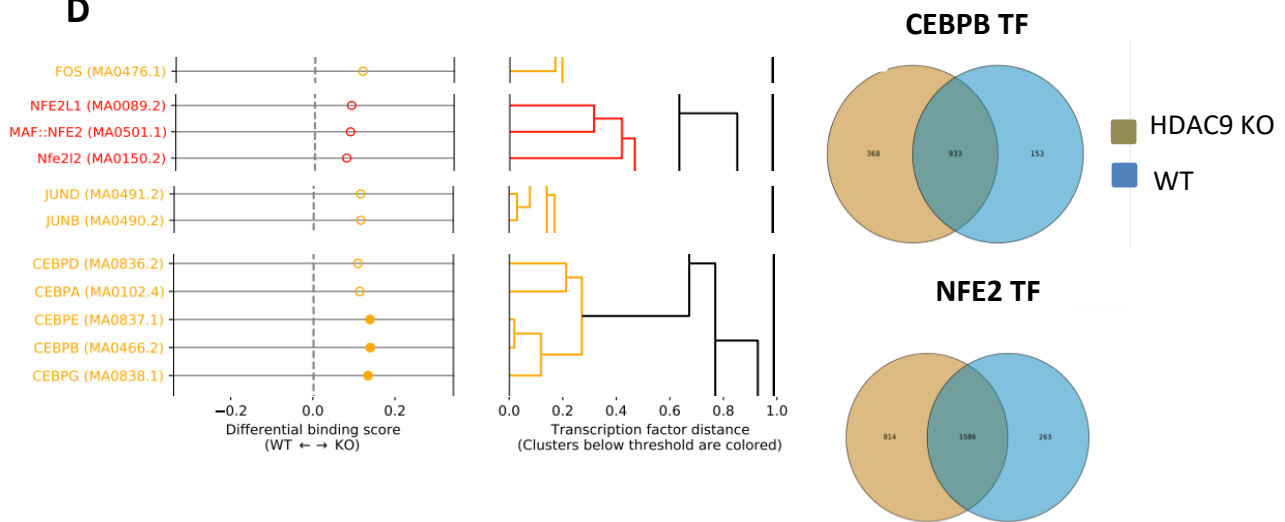 D
FOS (MA0476.1)
NFE2L1 (MA0089.2)
MAF::NFE2 (MA0501.1)
Nfe2l2 (MA0150.2)
JUND (MA0491.2)
JUNB (MA0490.2)
CEBPD (MA0836.2)
CEBPA (MA0102.4)
CEBPE (MA0837.1)
CEBPB (MA0466.2)
CEBPG (MA0838.1)
−0.2 0.0 0.2
Differential binding score
(WT ← → KO)
0.0 0.2 0.4 0.6 0.8 1.0
Transcription factor distance
(Clusters below threshold are colored)
CEBPB TF
368 933 153
HDAC9 KO
WT
NFE2 TF
814 1586 263